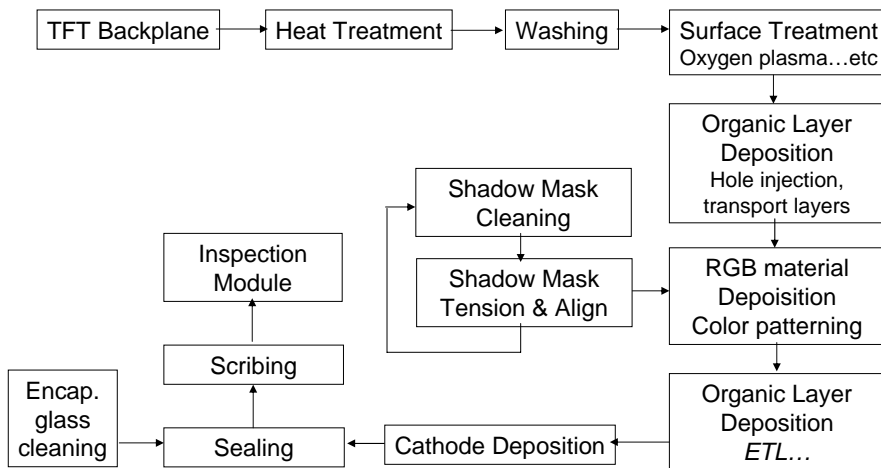 TFT Backplane
Heat Treatment
Washing
Surface Treatment
Oxygen plasma…etc
Organic Layer
Deposition
Hole injection,
transport layers
Shadow Mask
Cleaning
Shadow Mask
Tension & Align
RGB material
Depoisition
Color patterning
Inspection
Module
Scribing
Encap.
glass
cleaning
Sealing
Cathode Deposition
Organic Layer
Deposition
ETL…